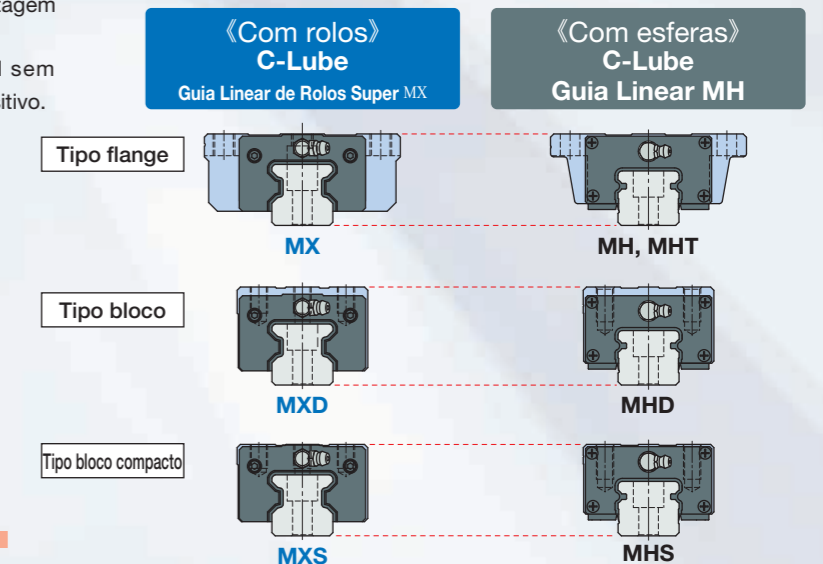 tagem
sem
itivo.
《Com rolos》
C-Lube
Guia Linear de Rolos Super MX
《Com esferas》
C-Lube
Guia Linear MH
Tipo flange
MX
MH, MHT
Tipo bloco
MXD
MHD
Tipo bloco compacto
MXS
MHS